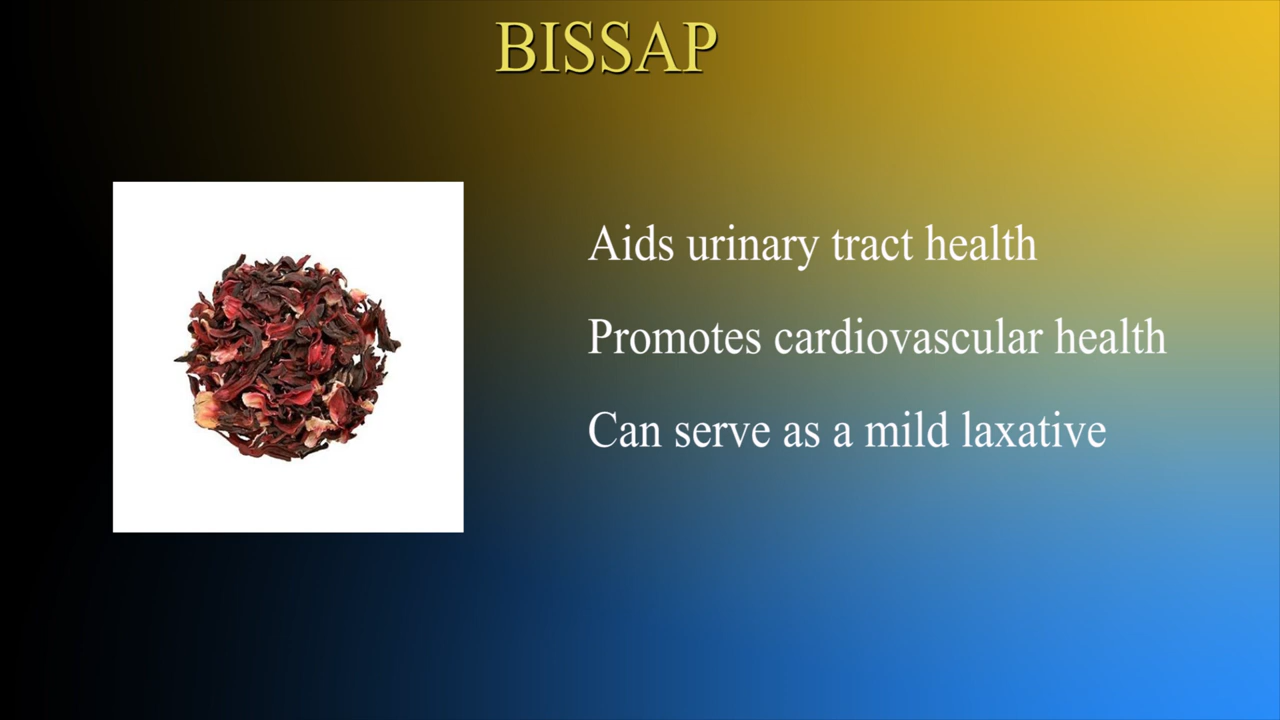 BISSAP
Aids urinary tract health
Promotes cardiovascular health
Can serve as a mild laxative